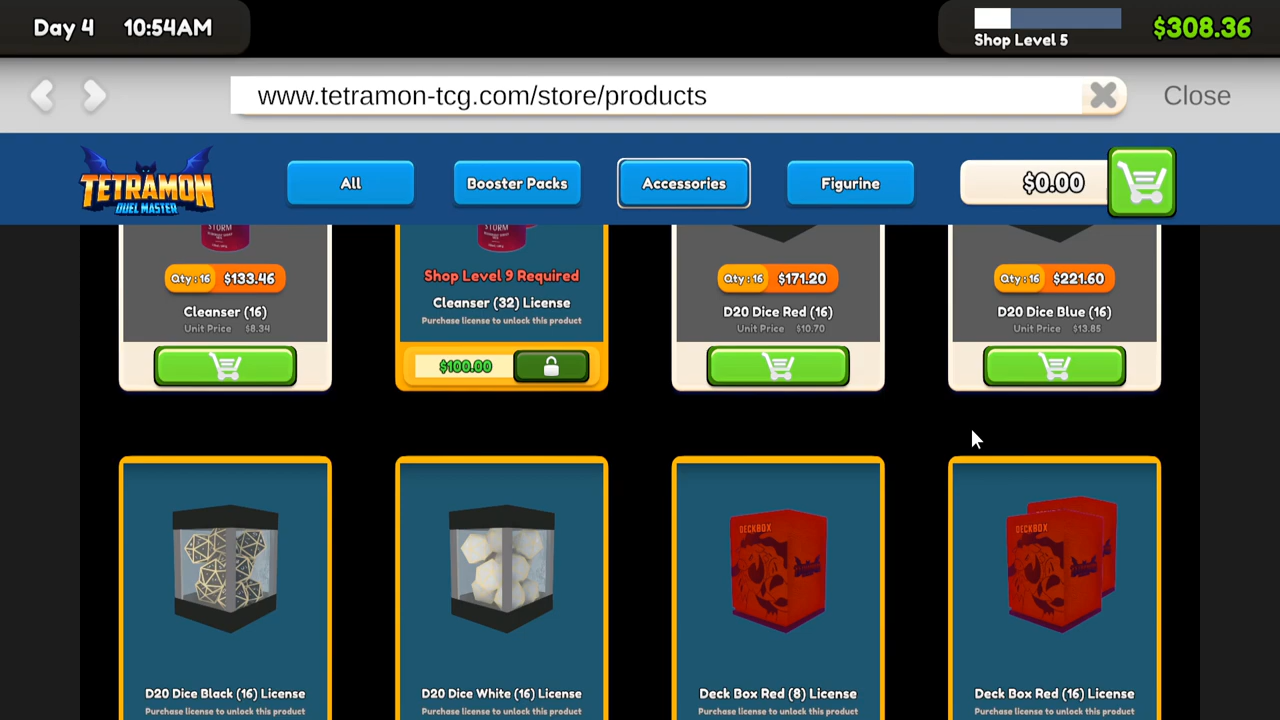 Day 4 10:54AM
Shop Level 5
$308.36
www.tetramon-tcg.com/store/products
Close
TETRAMON
DUEL MASTER
All
Booster Packs
Accessories
Figurine
$0.00
STORM
STORM
Qty : 16 $133.46
Cleanser (16)
Unit Price $8.34
Shop Level 9 Required
Cleanser (32) License
Purchase license to unlock this product
$100.00
Qty : 16 $171.20
D20 Dice Red (16)
Unit Price $10.70
Qty : 16 $221.60
D20 Dice Blue (16)
Unit Price $13.85
D20 Dice Black (16) License
Purchase license to unlock this product
D20 Dice White (16) License
Purchase license to unlock this product
DECKBOX
Deck Box Red (8) License
Purchase license to unlock this product
DECKBOX
Deck Box Red (16) License
Purchase license to unlock this product